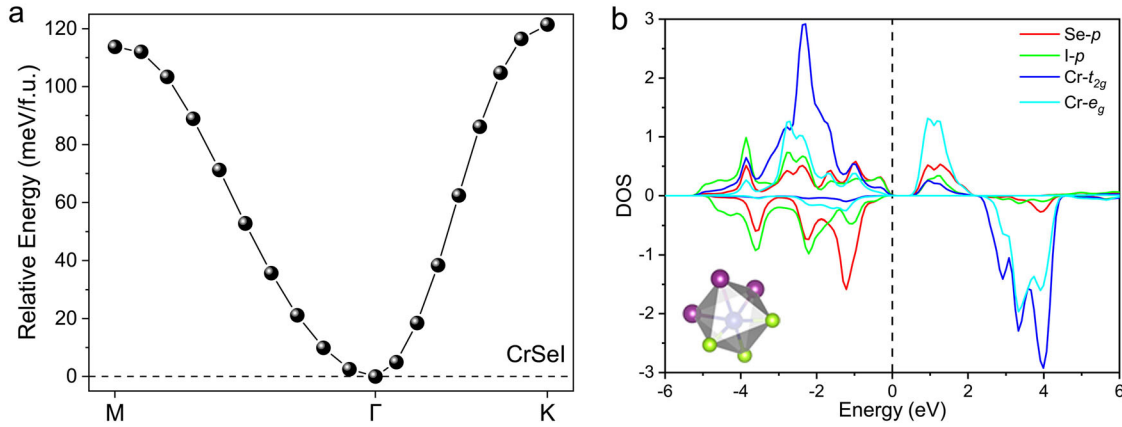 a
Relative Energy (meV/f.u.)
120
100
80
60
40
20
0
CrSeI
M
Γ
K
b
DOS
3
2
1
0
-1
-2
-3
Se-p
I-p
Cr-t2g
Cr-eg
-6
-4
-2
0
2
4
6
Energy (eV)